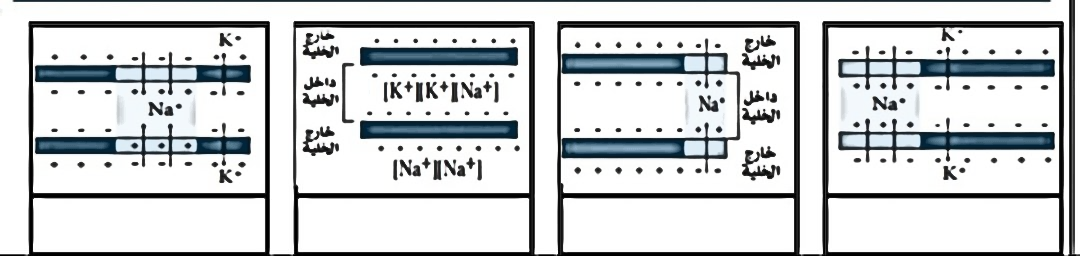 K⁺
Na⁺
K⁺
خارج
الخلية
داخل
الخلية
[K⁺][K⁺][Na⁺]
خارج
الخلية
[Na⁺][Na⁺]
خارج
الخلية
Na⁺
داخل
الخلية
خارج
الخلية
K⁺
Na⁺
K⁺